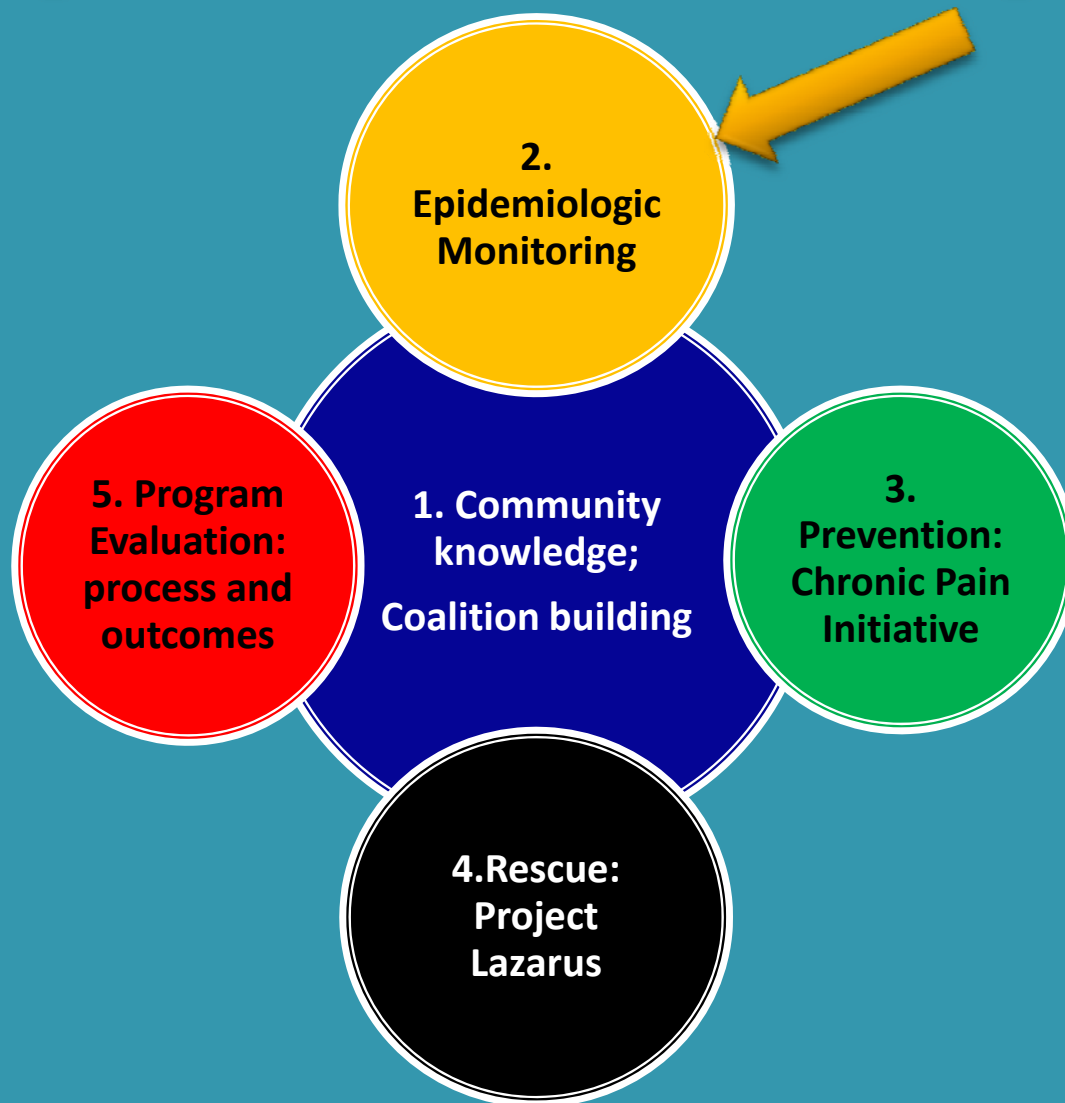 2.
Epidemiologic
Monitoring
5. Program
Evaluation:
process and
outcomes
1. Community
knowledge;
Coalition building
3.
Prevention:
Chronic Pain
Initiative
4.Rescue:
Project
Lazarus